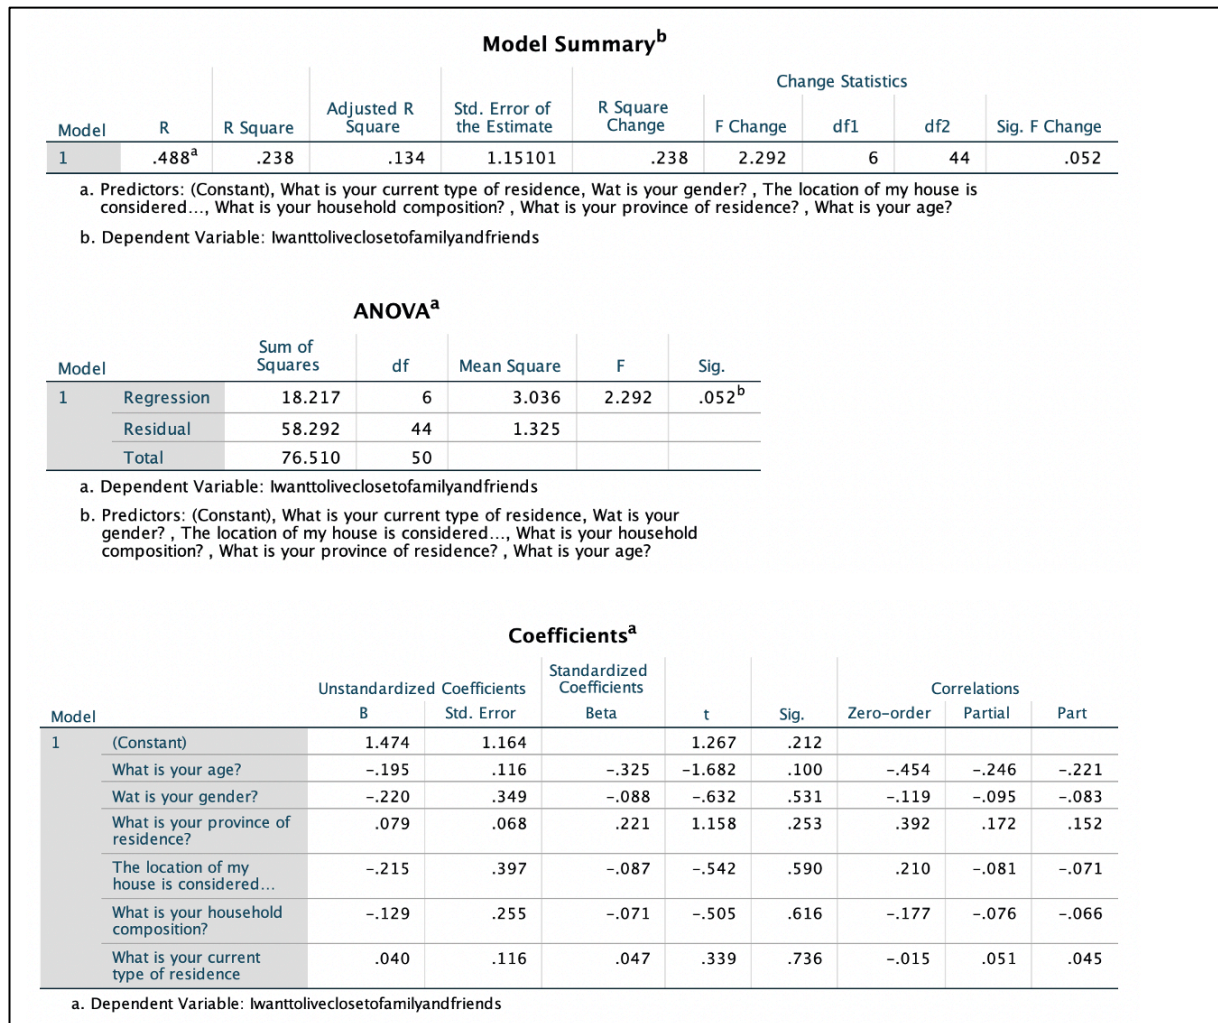 Model Summaryb
Change Statistics
Model R R Square Adjusted R Square Std. Error of the Estimate R Square Change F Change df1 df2 Sig. F Change
1 .488a .238 .134 1.15101 .238 2.292 6 44 .052
a. Predictors: (Constant), What is your current type of residence, Wat is your gender? , The location of my house is
considered..., What is your household composition? , What is your province of residence? , What is your age?
b. Dependent Variable: Iwanttoliveclosetofamilyandfriends
ANOVAa
Model Sum of Squares df Mean Square F Sig.
1 Regression 18.217 6 3.036 2.292 .052b
Residual 58.292 44 1.325
Total 76.510 50
a. Dependent Variable: Iwanttoliveclosetofamilyandfriends
b. Predictors: (Constant), What is your current type of residence, Wat is your
gender? , The location of my house is considered..., What is your household
composition? , What is your province of residence? , What is your age?
Coefficientsa
Unstandardized Coefficients Standardized Coefficients Correlations
Model B Std. Error Beta t Sig. Zero-order Partial Part
1 (Constant) 1.474 1.164 1.267 .212
What is your age? -.195 .116 -.325 -1.682 .100 -.454 -.246 -.221
Wat is your gender? -.220 .349 -.088 -.632 .531 -.119 -.095 -.083
What is your province of
residence? .079 .068 .221 1.158 .253 .392 .172 .152
The location of my
house is considered... -.215 .397 -.087 -.542 .590 .210 -.081 -.071
What is your household
composition? -.129 .255 -.071 -.505 .616 -.177 -.076 -.066
What is your current
type of residence .040 .116 .047 .339 .736 -.015 .051 .045
a. Dependent Variable: Iwanttoliveclosetofamilyandfriends